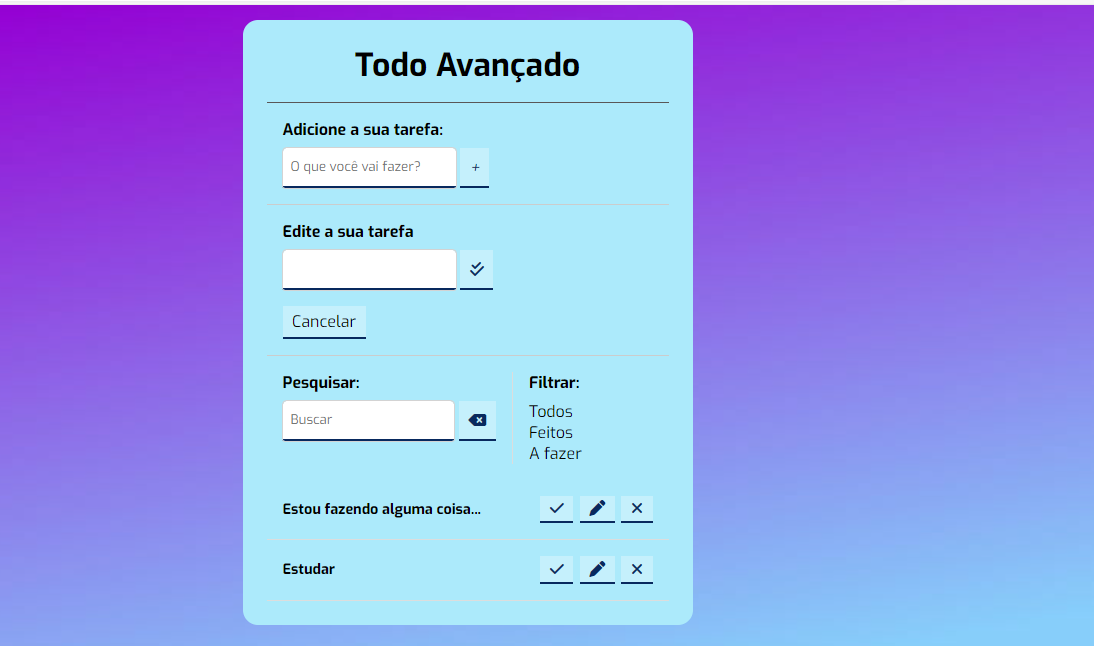 Todo Avançado
Adicione a sua tarefa:
O que você vai fazer?
+
Edite a sua tarefa
Cancelar
Pesquisar:
Buscar
Filtrar:
Todos
Feitos
A fazer
Estou fazendo alguma coisa...
Estudar